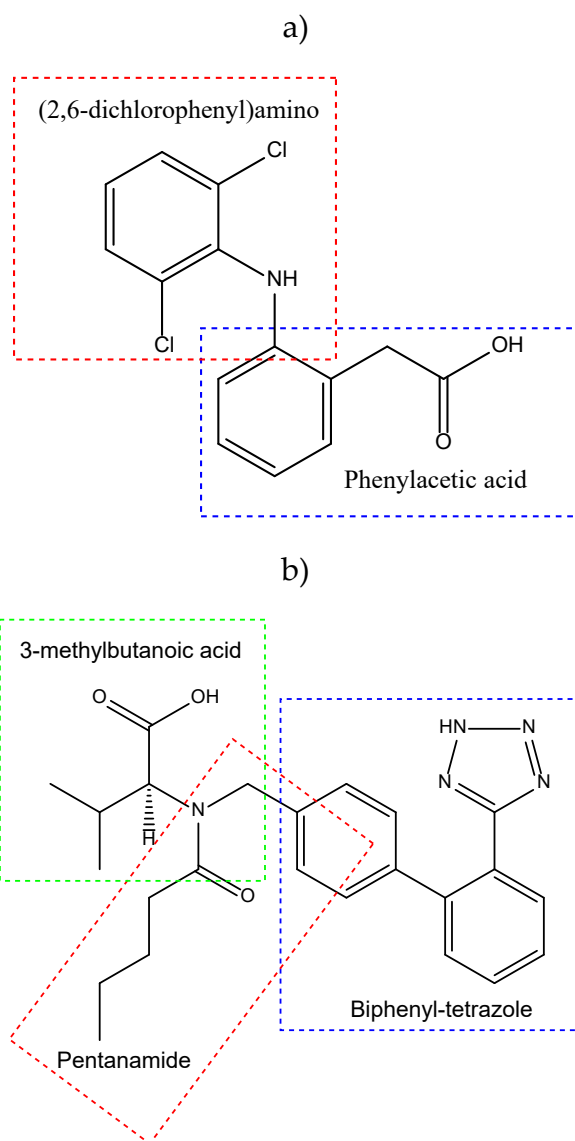 a)
(2,6-dichlorophenyl)amino
Cl
NH
Cl
OH
O
Phenylacetic acid
b)
3-methylbutanoic acid
O
OH
HN
N
N
N
N
H
O
Biphenyl-tetrazole
Pentanamide